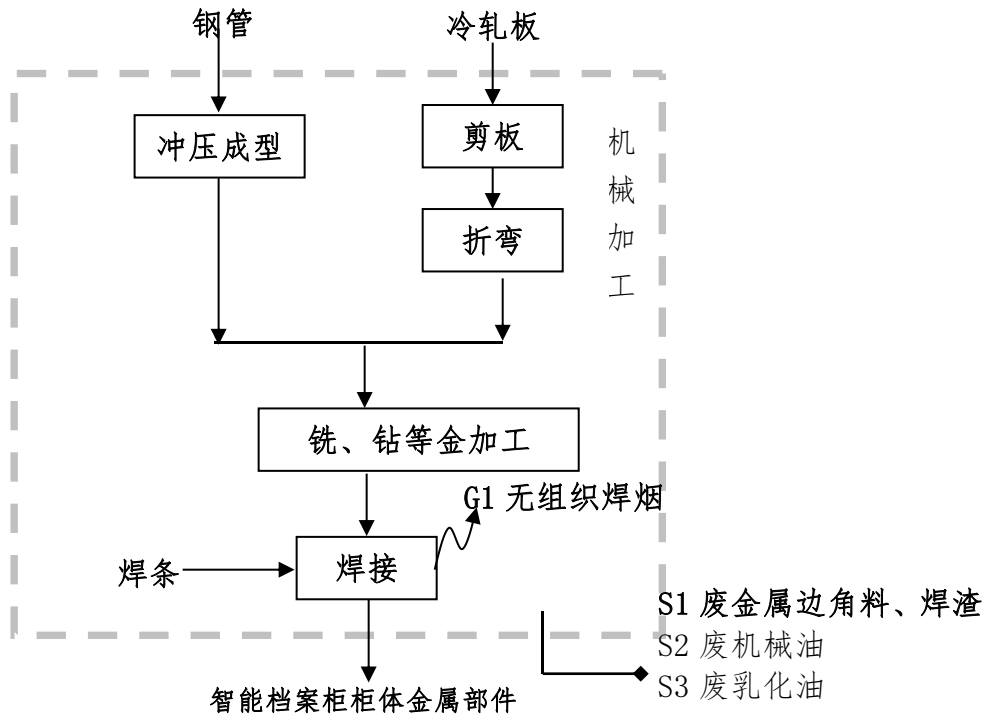 钢管
冷轧板
冲压成型
剪板
机械加工
折弯
铣、钻等金加工
G1 无组织焊烟
焊条
焊接
S1 废金属边角料、焊渣
S2 废机械油
S3 废乳化油
智能档案柜柜体金属部件